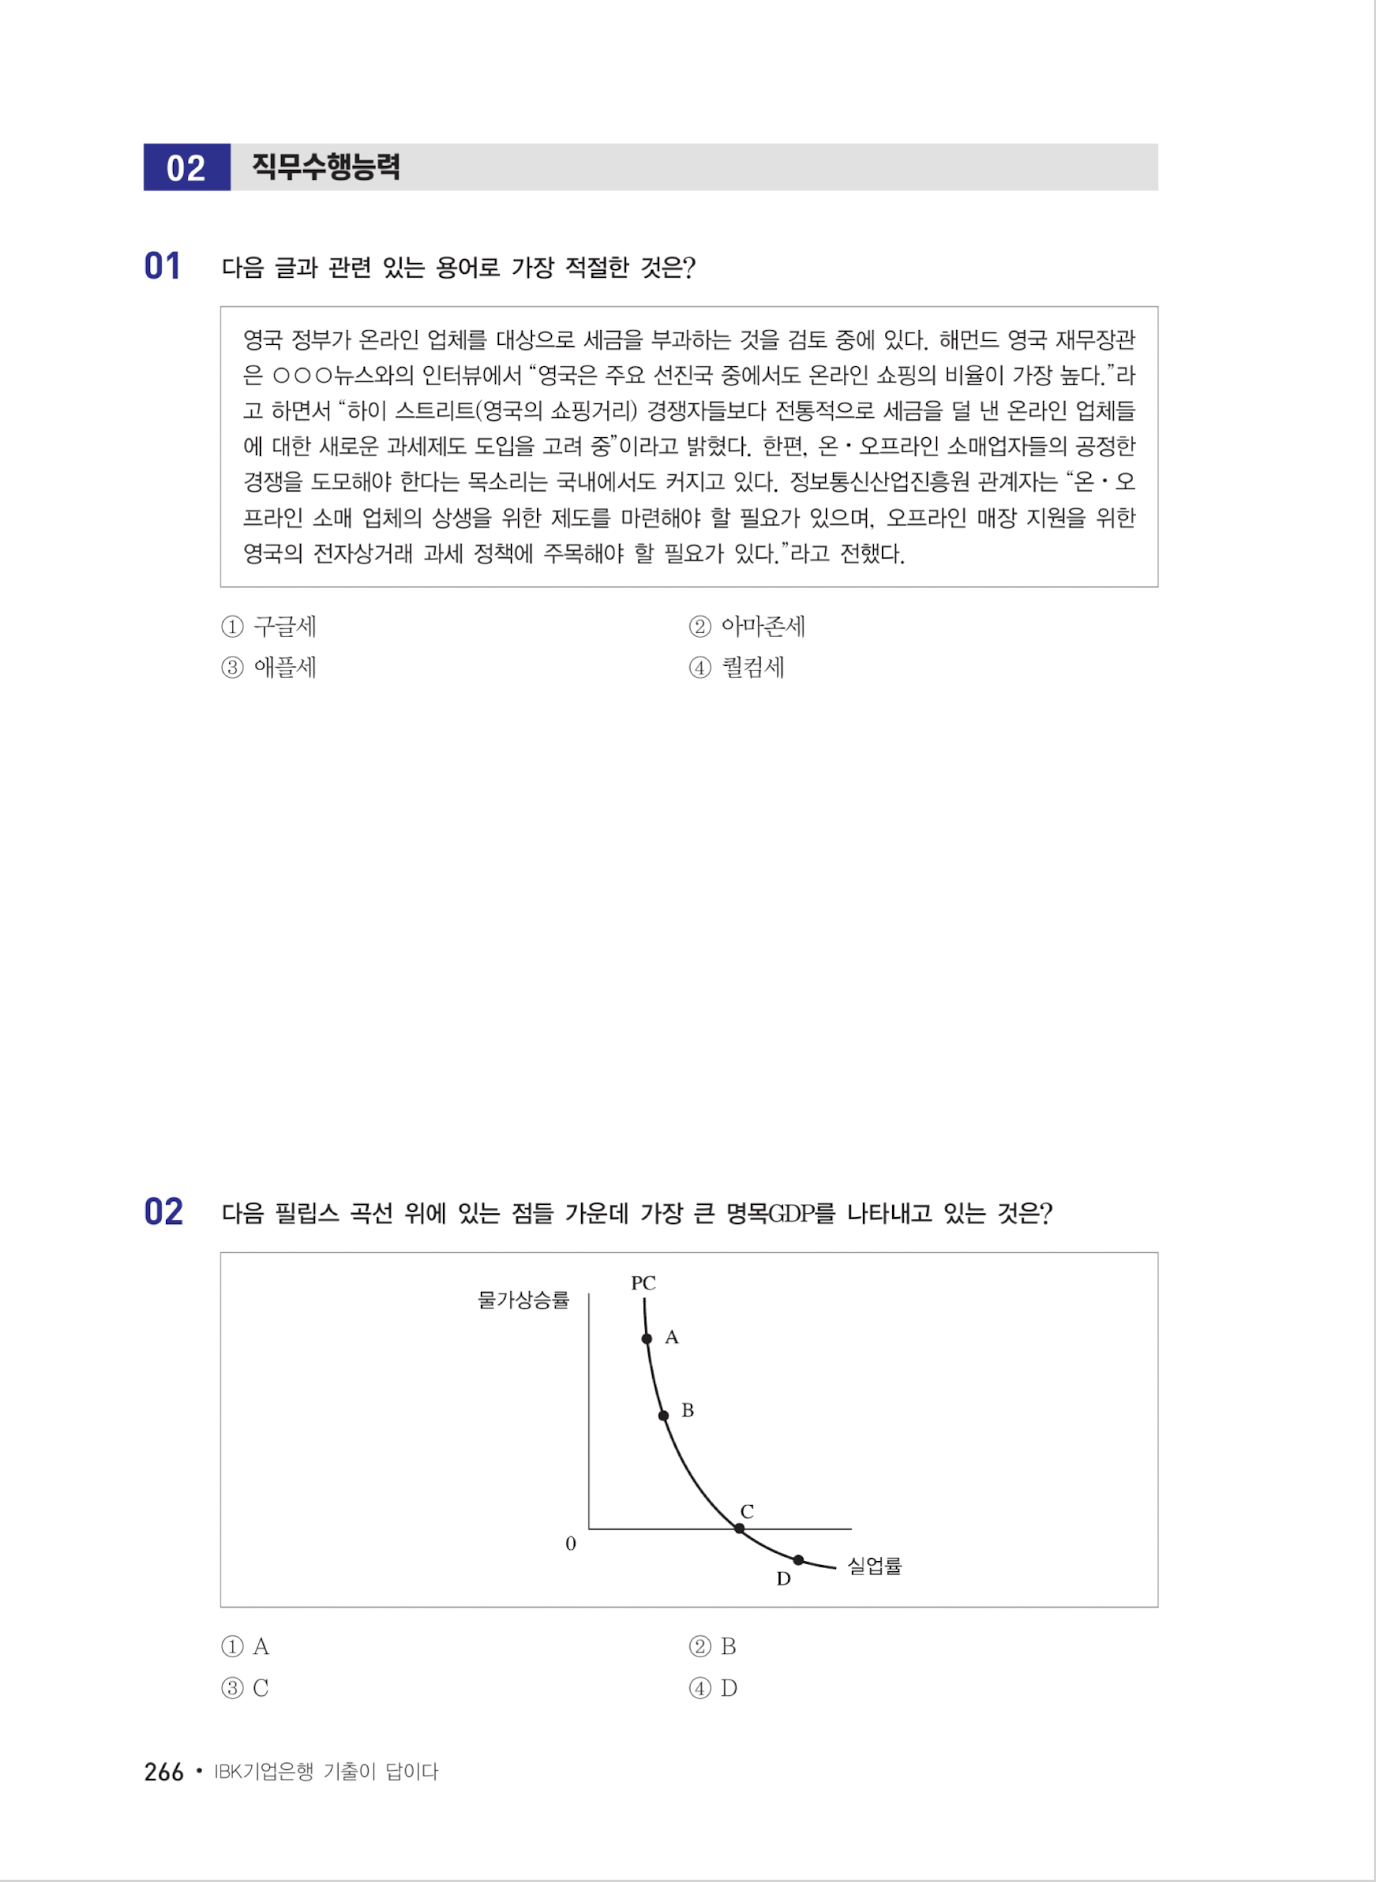 02 직무수행능력
01 다음 글과 관련 있는 용어로 가장 적절한 것은?
영국 정부가 온라인 업체를 대상으로 세금을 부과하는 것을 검토 중에 있다. 해먼드 영국 재무장관
은 ○○○뉴스와의 인터뷰에서 “영국은 주요 선진국 중에서도 온라인 쇼핑의 비율이 가장 높다.”라
고 하면서 “하이 스트리트(영국의 쇼핑거리) 경쟁자들보다 전통적으로 세금을 덜 낸 온라인 업체들
에 대한 새로운 과세제도 도입을 고려 중”이라고 밝혔다. 한편, 온・오프라인 소매업자들의 공정한
경쟁을 도모해야 한다는 목소리는 국내에서도 커지고 있다. 정보통신산업진흥원 관계자는 “온・오
프라인 소매 업체의 상생을 위한 제도를 마련해야 할 필요가 있으며, 오프라인 매장 지원을 위한
영국의 전자상거래 과세 정책에 주목해야 할 필요가 있다.”라고 전했다.
① 구글세 ② 아마존세
③ 애플세 ④ 퀄컴세
02 다음 필립스 곡선 위에 있는 점들 가운데 가장 큰 명목GDP를 나타내고 있는 것은?
PC
물가상승률
A
B
C
0
실업률
D
① A ② B
③ C ④ D
266 • IBK기업은행 기출이 답이다